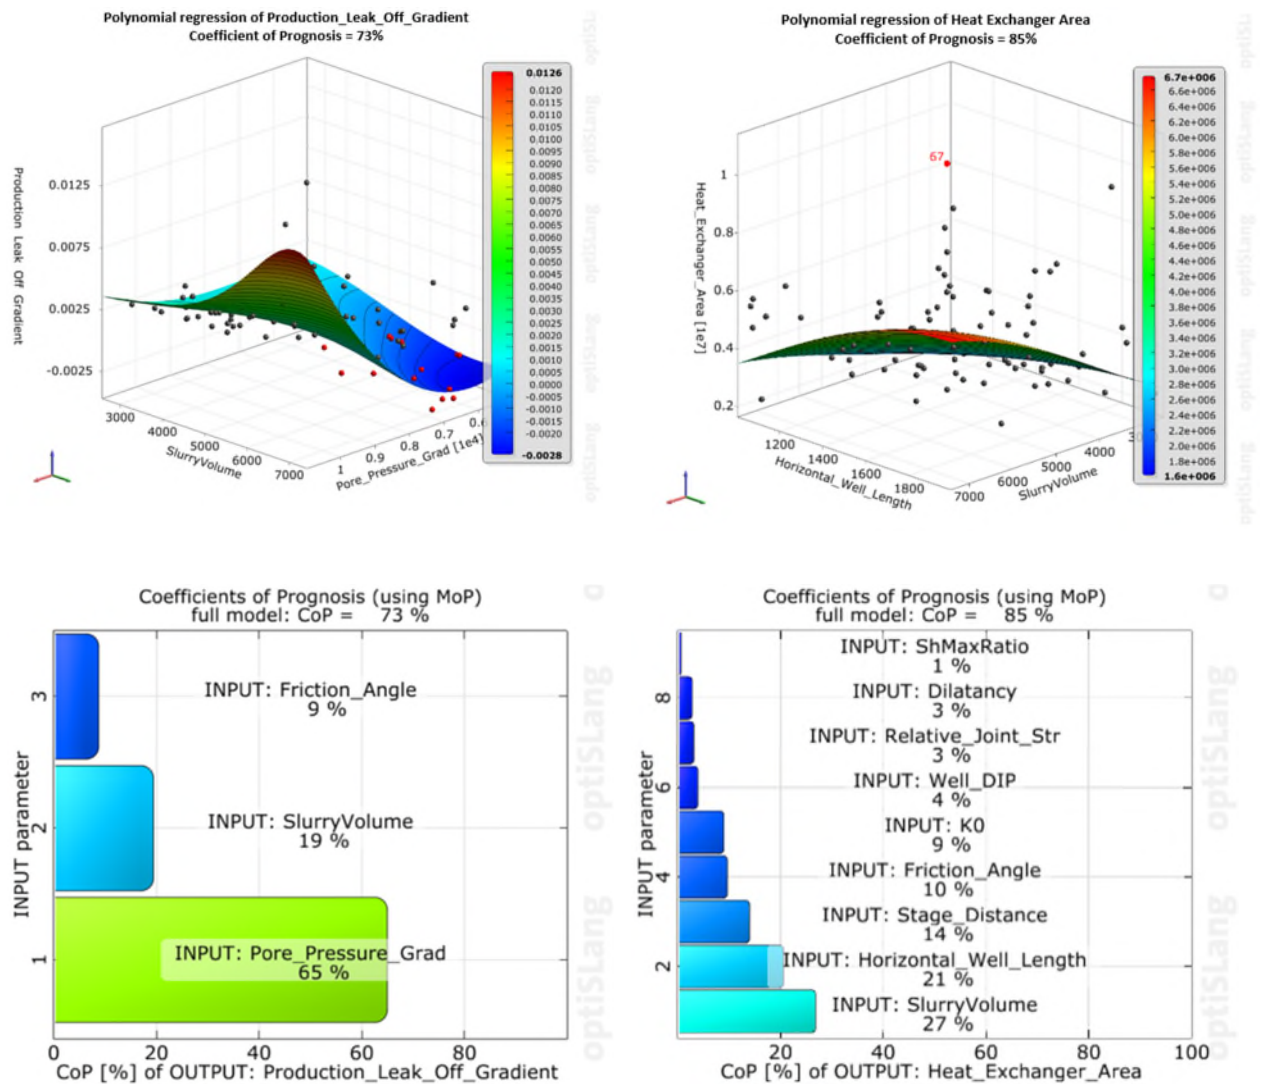 Polynomial regression of Production_Leak_Off_Gradient
Coefficient of Prognosis = 73%
0.0126
0.0120
0.0115
0.0110
0.0105
0.0100
0.0095
0.0090
0.0085
0.0080
0.0075
0.0070
0.0065
0.0060
0.0055
0.0050
0.0045
0.0040
0.0035
0.0030
0.0025
0.0020
0.0015
0.0010
0.0005
0.0000
-0.0005
-0.0010
-0.0015
-0.0020
-0.0028
Production Leak Off Gradient
0.0125
0.0075
0.0025
-0.0025
3000
4000
5000
6000
7000
SlurryVolume
1
0.9
0.8
0.7
0.6
Pore_Pressure_Grad [1e4]
optiSLang
Polynomial regression of Heat Exchanger Area
Coefficient of Prognosis = 85%
6.7e+006
6.6e+006
6.4e+006
6.2e+006
6.0e+006
5.8e+006
5.6e+006
5.4e+006
5.2e+006
5.0e+006
4.8e+006
4.6e+006
4.4e+006
4.2e+006
4.0e+006
3.8e+006
3.6e+006
3.4e+006
3.2e+006
3.0e+006
2.8e+006
2.6e+006
2.4e+006
2.2e+006
2.0e+006
1.8e+006
1.6e+006
67
Heat_Exchanger_Area [1e7]
1
0.8
0.6
0.4
0.2
1200
1400
1600
1800
Horizontal_Well_Length
7000
6000
5000
4000
SlurryVolume
optiSLang
Coefficients of Prognosis (using MoP)
full model: CoP = 73 %
INPUT parameter
3
2
1
INPUT: Friction_Angle
9 %
INPUT: SlurryVolume
19 %
INPUT: Pore_Pressure_Grad
65 %
0 20 40 60 80
CoP [%] of OUTPUT: Production_Leak_Off_Gradient
optiSLang
Coefficients of Prognosis (using MoP)
full model: CoP = 85 %
INPUT parameter
8
6
4
2
INPUT: ShMaxRatio
1 %
INPUT: Dilatancy
3 %
INPUT: Relative_Joint_Str
3 %
INPUT: Well_DIP
4 %
INPUT: K0
9 %
INPUT: Friction_Angle
10 %
INPUT: Stage_Distance
14 %
INPUT: Horizontal_Well_Length
21 %
INPUT: SlurryVolume
27 %
20 40 60 80 100
CoP [%] of OUTPUT: Heat_Exchanger_Area
optiSLang